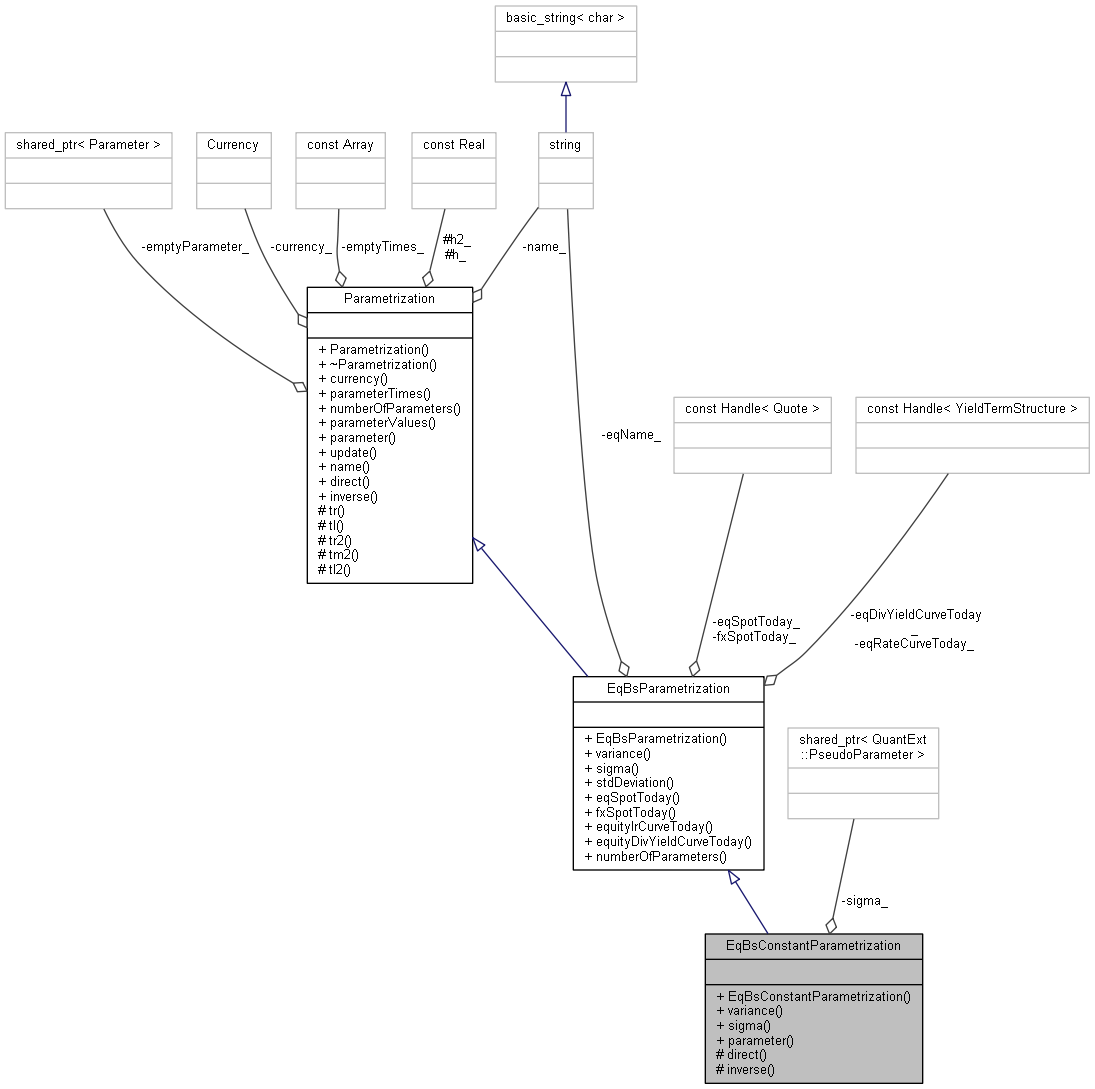 basic_string< char >
shared_ptr< Parameter >
Currency
const Array
const Real
string
-emptyParameter_
-currency_
-emptyTimes_
#h2_
#h_
-name_
Parametrization
+ Parametrization()
+ ~Parametrization()
+ currency()
+ parameterTimes()
+ numberOfParameters()
+ parameterValues()
+ parameter()
+ update()
+ name()
+ direct()
+ inverse()
# tr()
# tl()
# tr2()
# tm2()
# tl2()
const Handle< Quote >
const Handle< YieldTermStructure >
-eqName_
-eqSpotToday_
-fxSpotToday_
-eqDivYieldCurveToday
_
-eqRateCurveToday_
EqBsParametrization
+ EqBsParametrization()
+ variance()
+ sigma()
+ stdDeviation()
+ eqSpotToday()
+ fxSpotToday()
+ equityIrCurveToday()
+ equityDivYieldCurveToday()
+ numberOfParameters()
shared_ptr< QuantExt
::PseudoParameter >
-sigma_
EqBsConstantParametrization
+ EqBsConstantParametrization()
+ variance()
+ sigma()
+ parameter()
# direct()
# inverse()